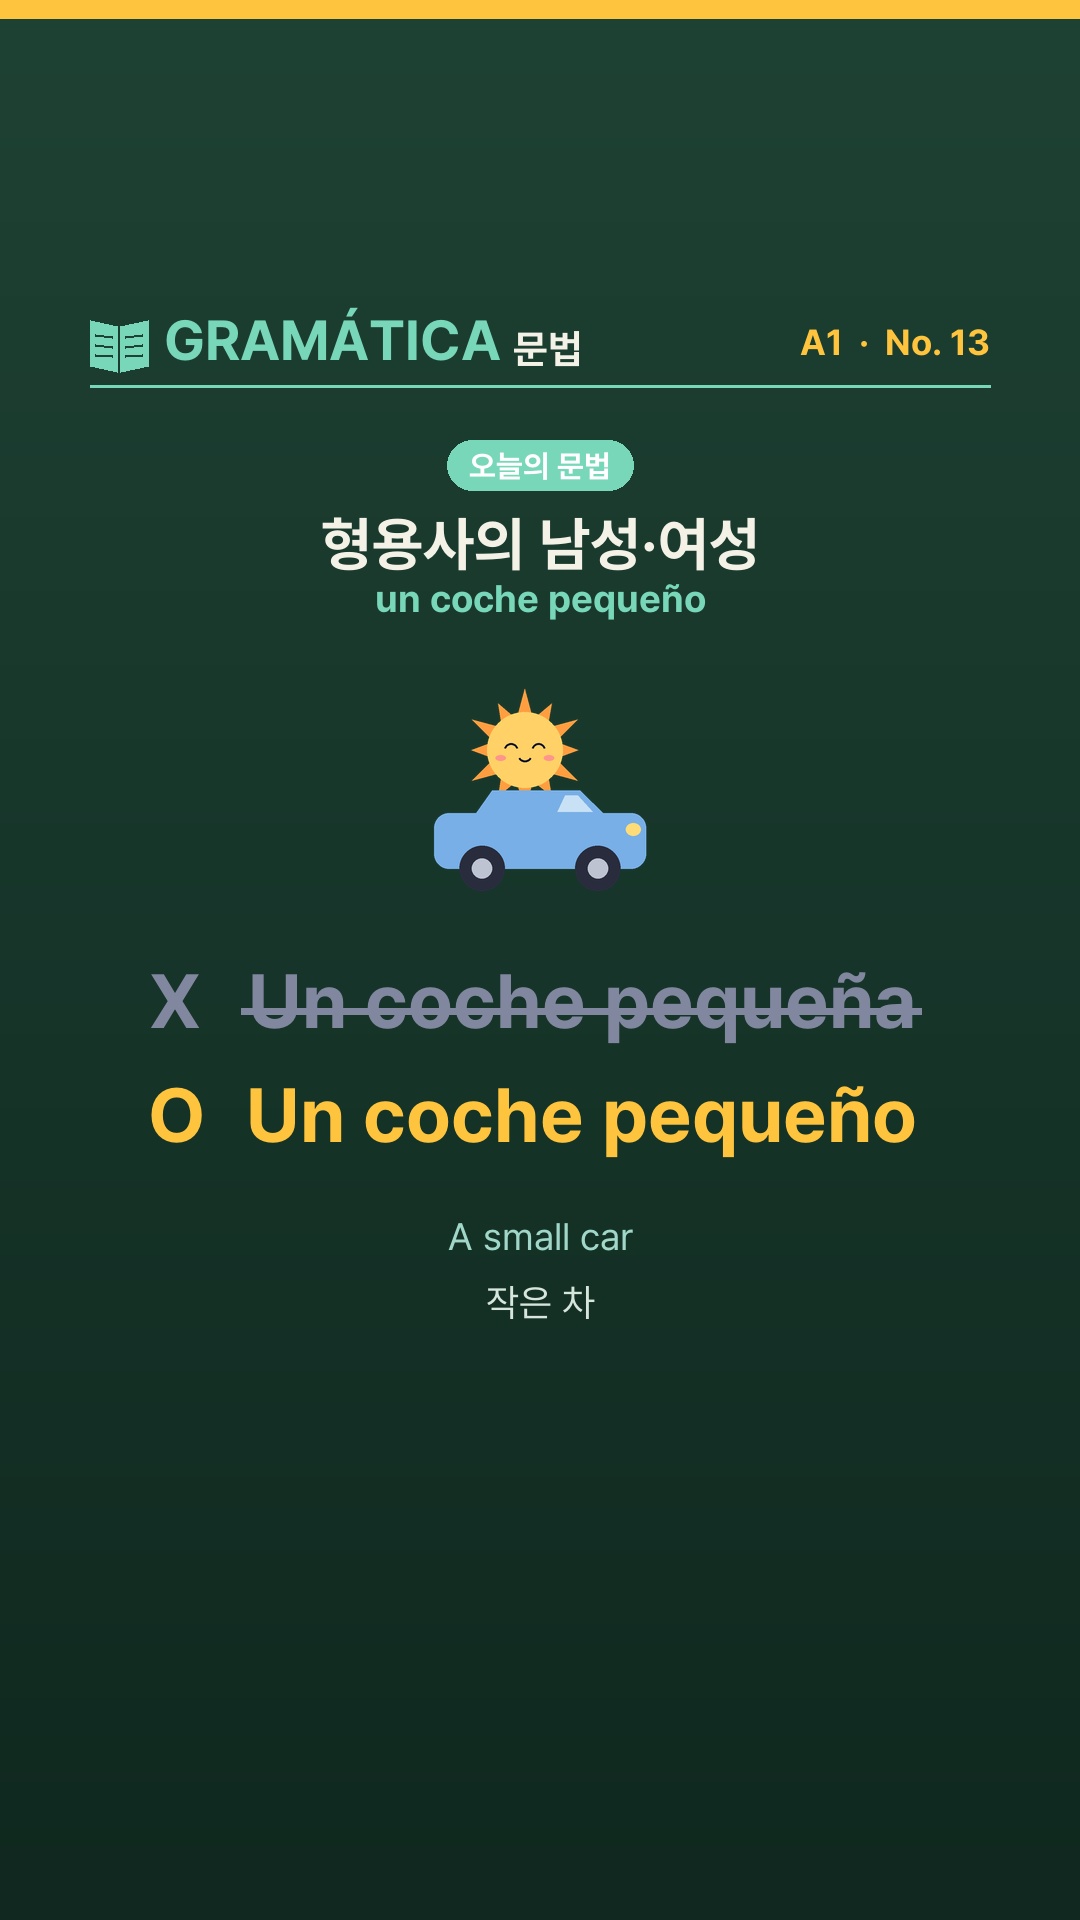 GRAMÁTICA 문법
A1 · No. 13
오늘의 문법
형용사의 남성·여성
un coche pequeño
X Un coche pequeña
O Un coche pequeño
A small car
작은 차